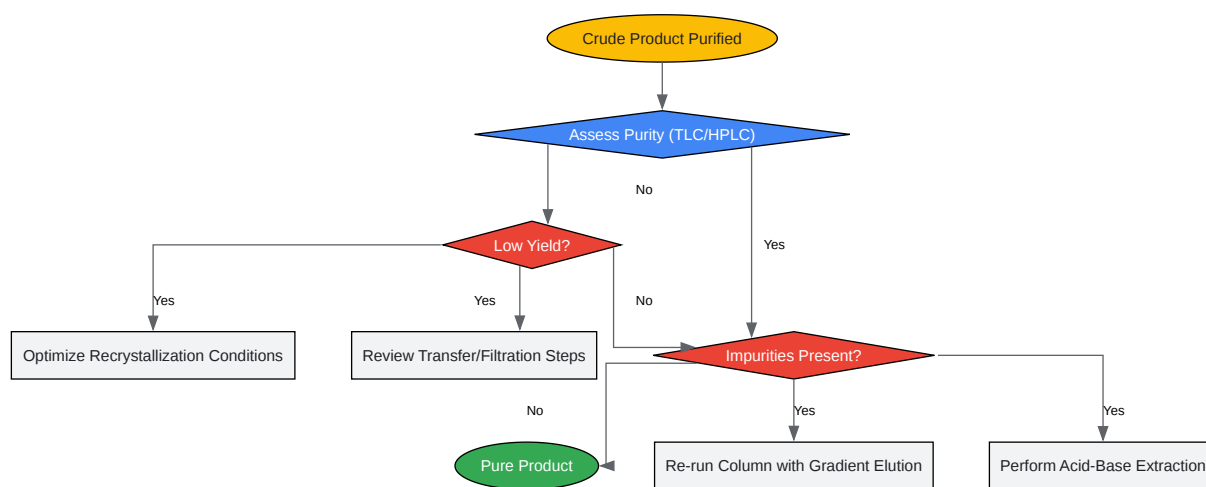 Crude Product Purified
Assess Purity (TLC/HPLC)
No
Yes
Low Yield?
Yes
Yes
No
Optimize Recrystallization Conditions
Review Transfer/Filtration Steps
Impurities Present?
No
Yes
Yes
Pure Product
Re-run Column with Gradient Elution
Perform Acid-Base Extraction